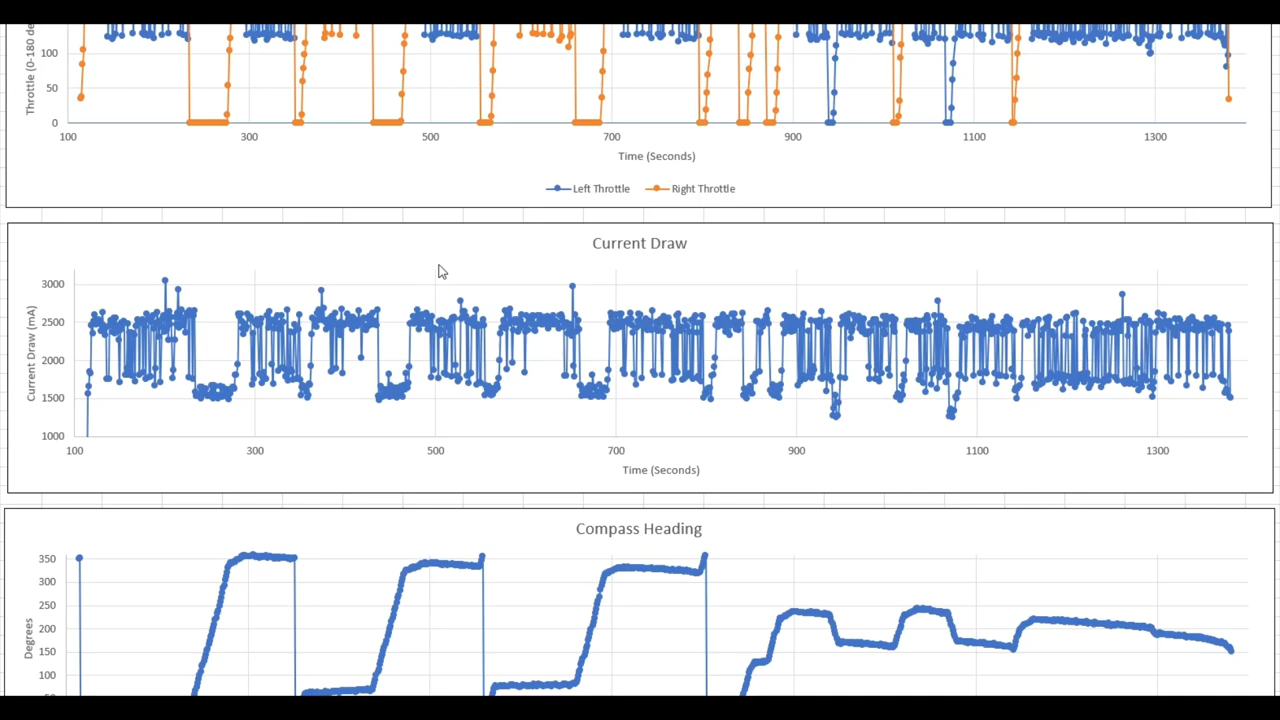 Throttle (0-180 de
100
50
0
100 300 500 700 900 1100 1300
Time (Seconds)
Left Throttle Right Throttle
Current Draw
Current Draw (mA)
3000
2500
2000
1500
1000
100 300 500 700 900 1100 1300
Time (Seconds)
Compass Heading
Degrees
350
300
250
200
150
100